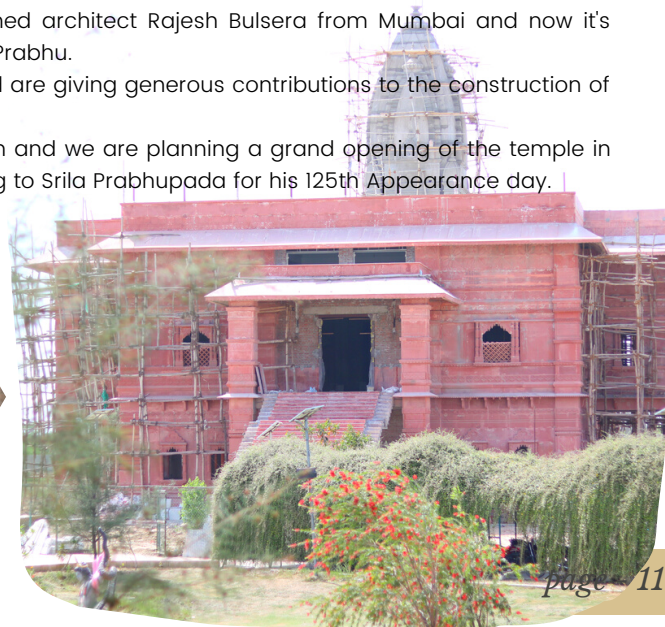 ned architect Rajesh Bulsera from Mumbai and now it's
Prabhu.
l are giving generous contributions to the construction of
n and we are planning a grand opening of the temple in
g to Srila Prabhupada for his 125th Appearance day.
page 11